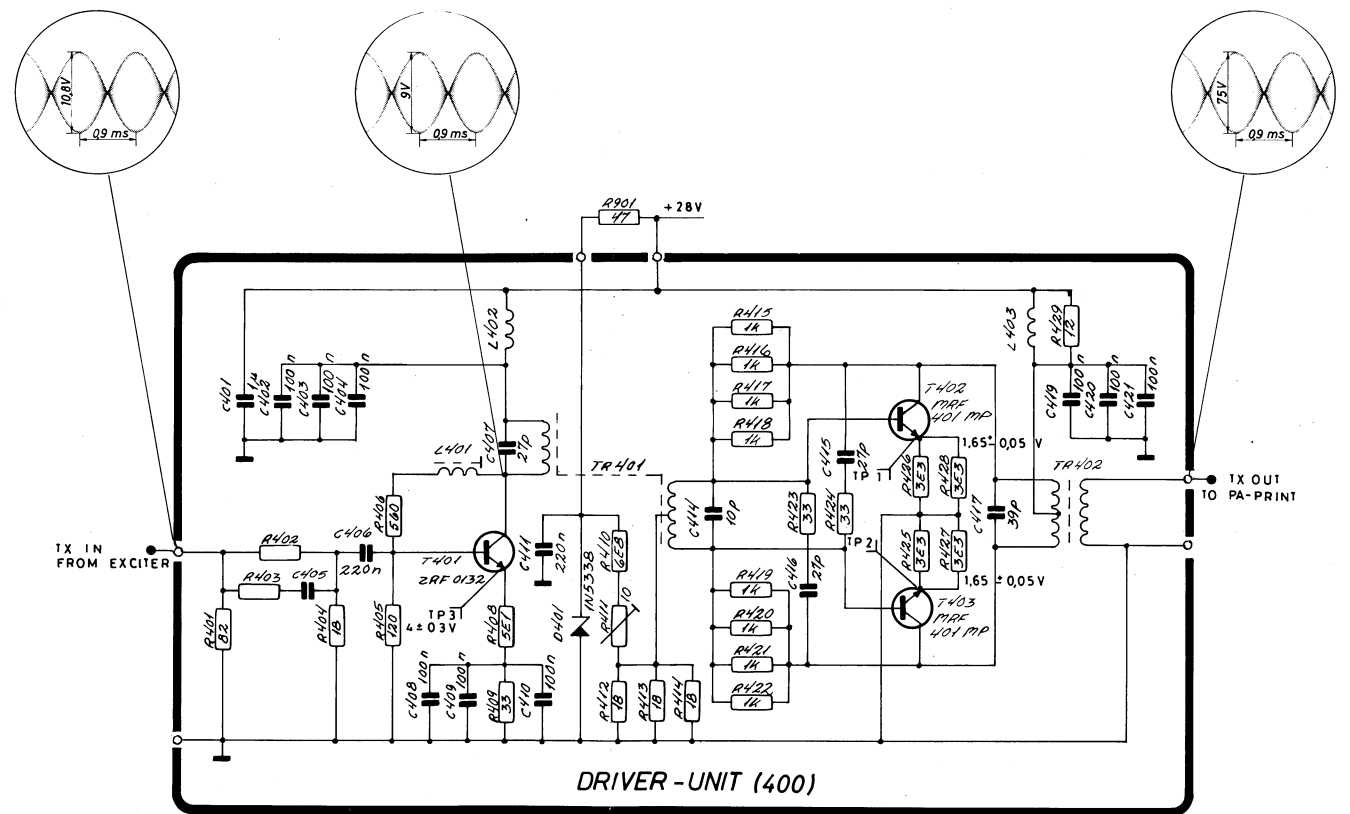 10,8V
0,9 ms
9V
0,9 ms
75V
0,9 ms
R901
47
+28V
L402
C401
1µ
C402
100n
C403
100n
C404
100n
C407
27p
L401
R406
560
C406
220n
TX IN
FROM EXCITER
R402
R403
C405
R401
82
R404
18
R405
120
T401
2RF 0132
TP3
4 ± 0.3V
R408
5E1
C408
100n
C409
100n
R409
33
C410
100n
C411
220n
D401
1N5338
R410
6E8
R411
10
R412
18
R413
18
R414
18
TR401
R415
1k
R416
1k
R417
1k
R418
1k
C414
10p
R419
1k
R420
1k
R421
1k
R422
1k
C415
27p
R423
33
R424
33
C416
27p
T402
MRF
401 MP
1,65 ± 0,05 V
TP 1
R426
3E3
R428
3E3
R425
3E3
R427
3E3
TP 2
1,65 ± 0,05 V
T403
MRF
401 MP
C417
39p
L403
R429
12
C419
100n
C420
100n
C421
100n
TR402
TX OUT
TO PA-PRINT
DRIVER-UNIT (400)